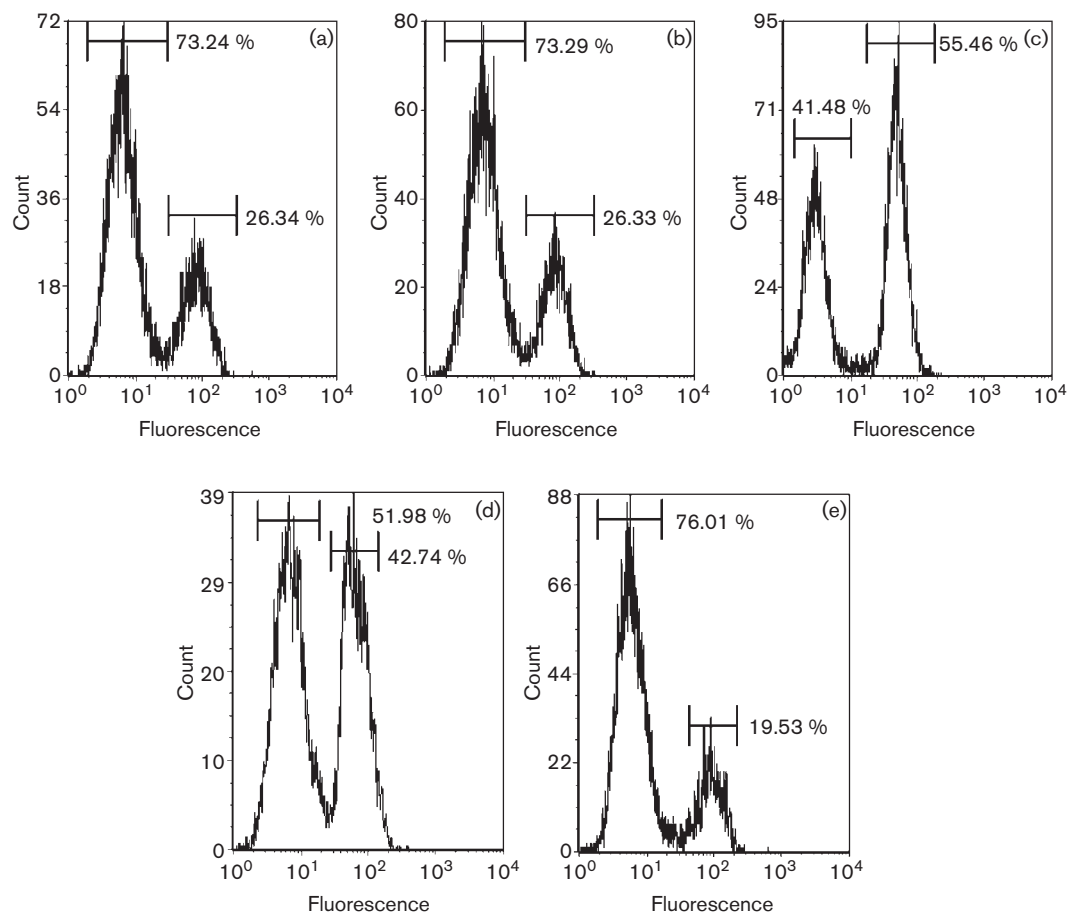 72
54
36
18
0
Count
73.24 %
26.34 %
(a)
10⁰ 10¹ 10² 10³ 10⁴
Fluorescence
80
60
40
20
0
Count
73.29 %
26.33 %
(b)
10⁰ 10¹ 10² 10³ 10⁴
Fluorescence
95
71
48
24
0
Count
55.46 %
41.48 %
(c)
10⁰ 10¹ 10² 10³ 10⁴
Fluorescence
39
29
20
10
0
Count
51.98 %
42.74 %
(d)
10⁰ 10¹ 10² 10³ 10⁴
Fluorescence
88
66
44
22
0
Count
76.01 %
19.53 %
(e)
10⁰ 10¹ 10² 10³ 10⁴
Fluorescence